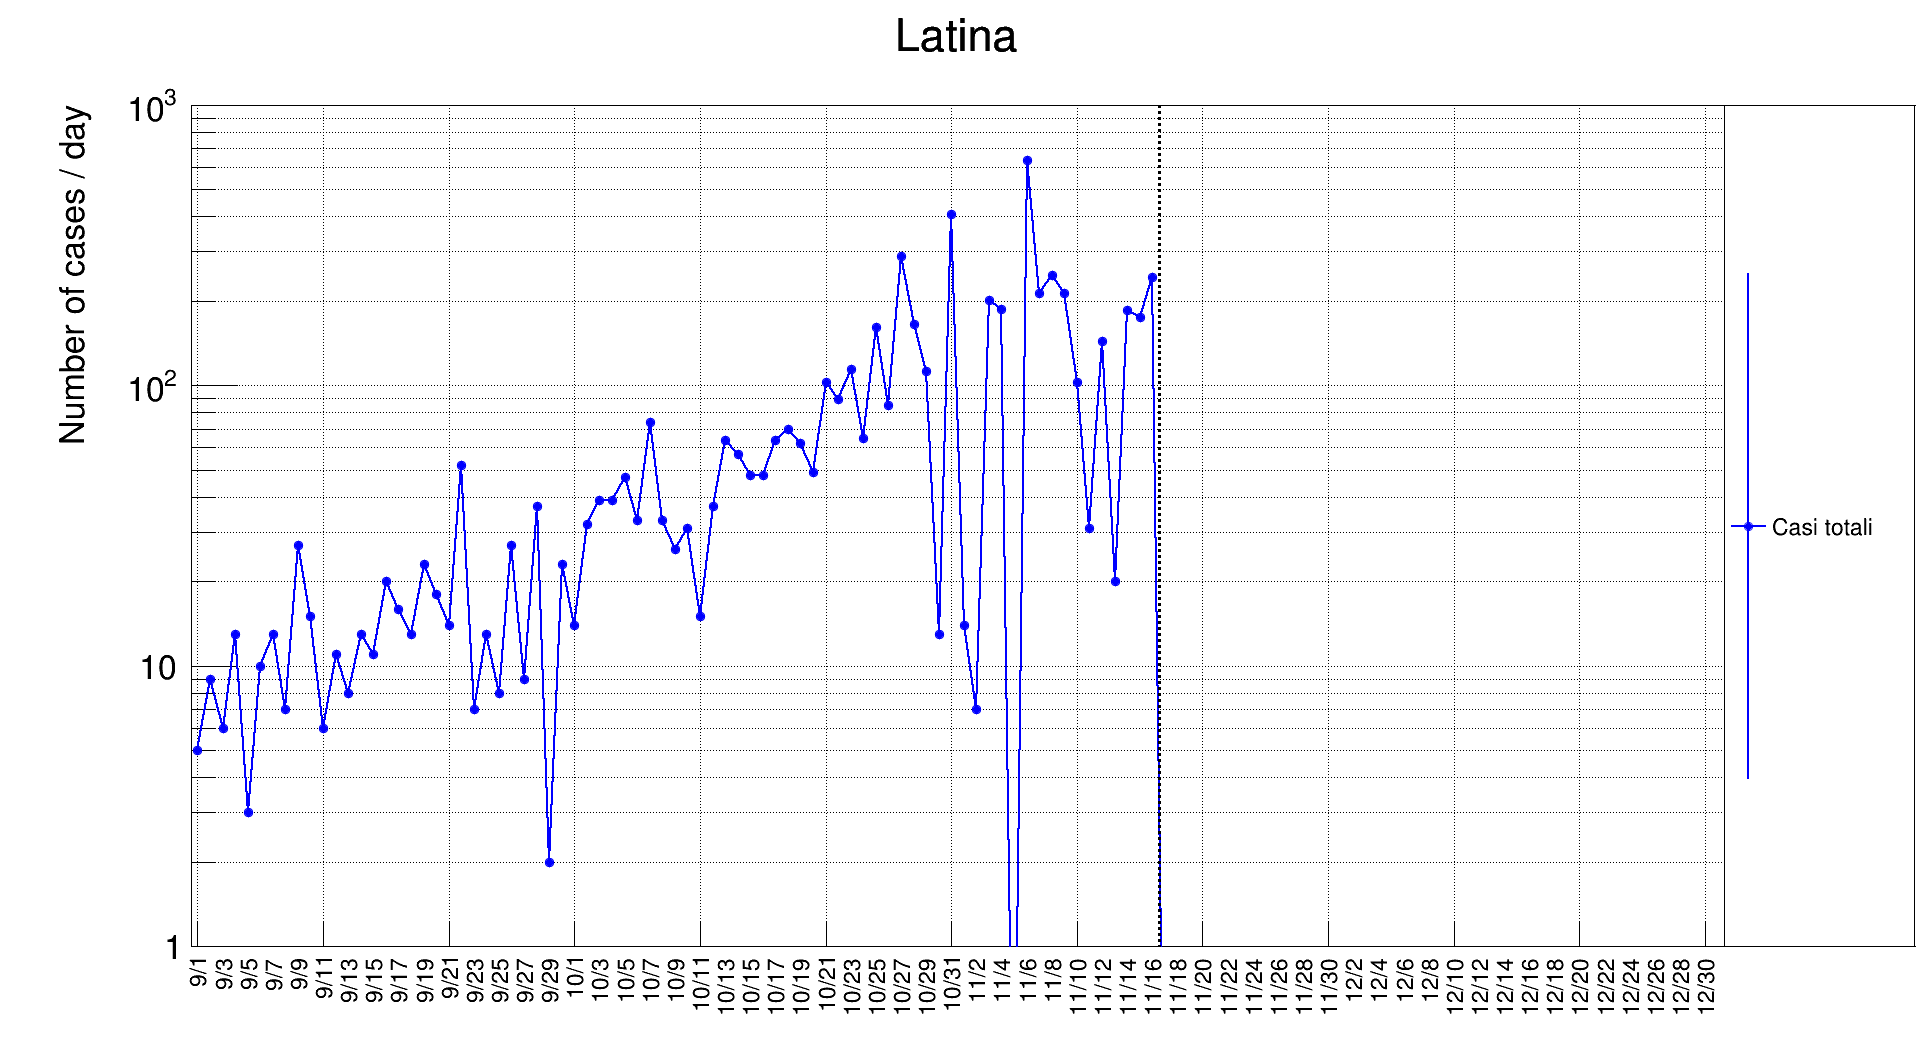 Latina
Number of cases / day
10³
10²
10
1
9/1 9/3 9/5 9/7 9/9 9/11 9/13 9/15 9/17 9/19 9/21 9/23 9/25 9/27 9/29 10/1 10/3 10/5 10/7 10/9 10/11 10/13 10/15 10/17 10/19 10/21 10/23 10/25 10/27 10/29 10/31 11/2 11/4 11/6 11/8 11/10 11/12 11/14 11/16 11/18 11/20 11/22 11/24 11/26 11/28 11/30 12/2 12/4 12/6 12/8 12/10 12/12 12/14 12/16 12/18 12/20 12/22 12/24 12/26 12/28 12/30
Casi totali